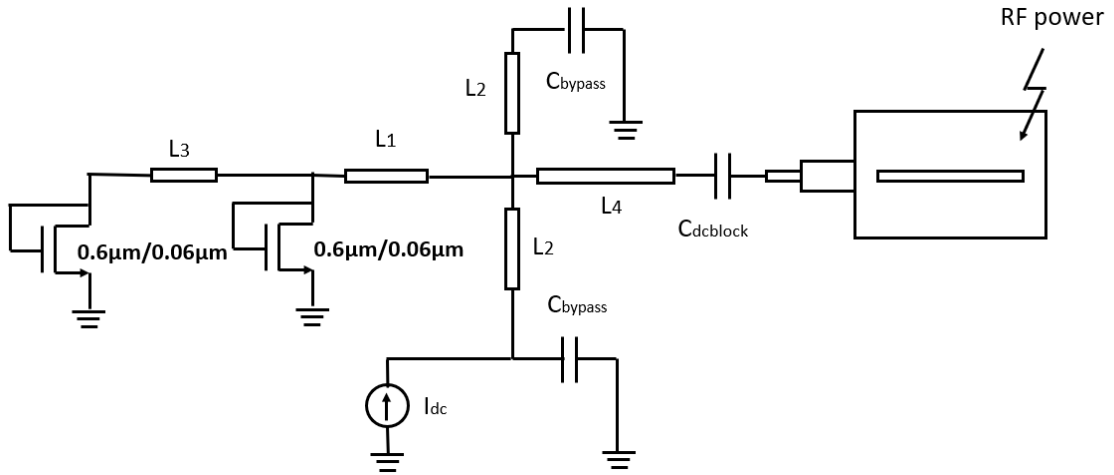 RF power
L2
Cbypass
L3
L1
L4
Cdcblock
0.6µm/0.06µm
0.6µm/0.06µm
L2
Cbypass
Idc